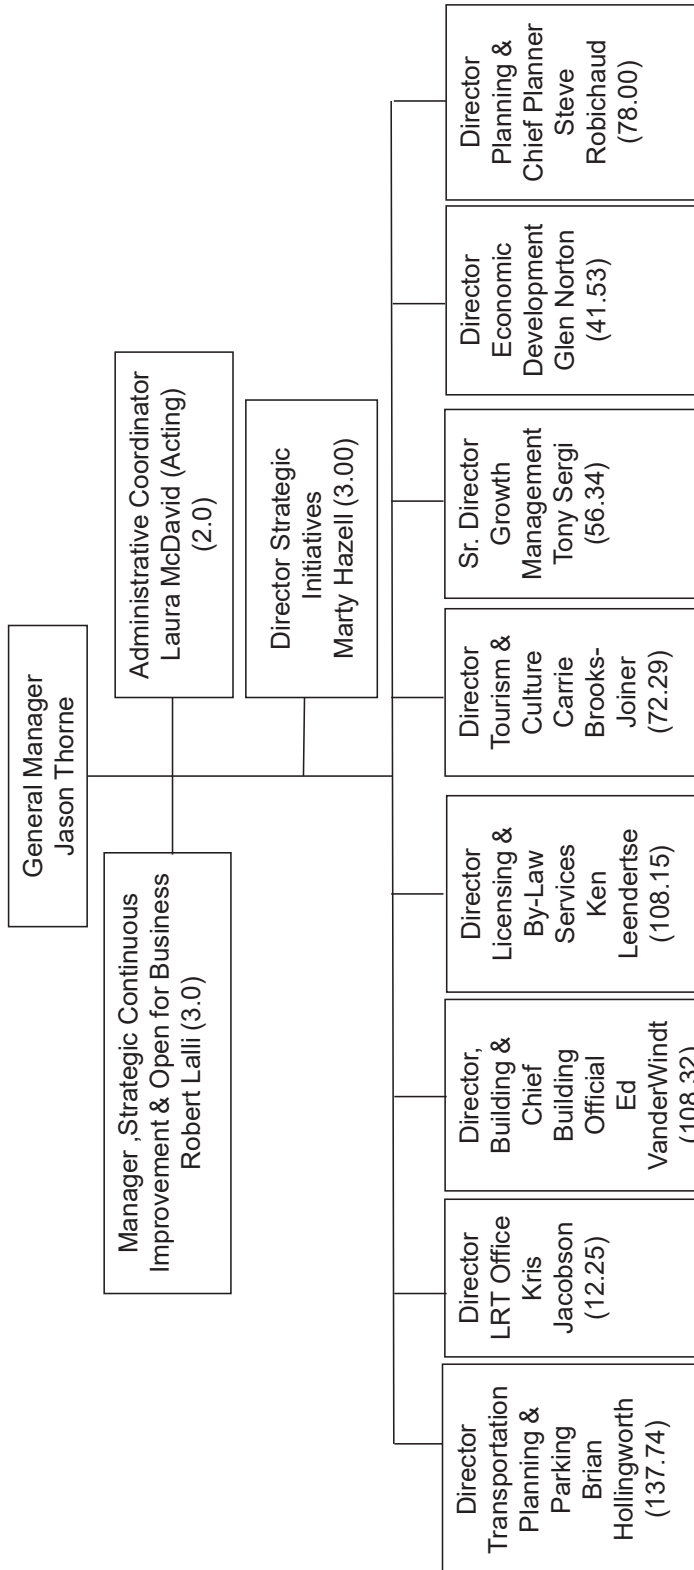 General Manager
Jason Thorne
Manager ,Strategic Continuous
Improvement & Open for Business
Robert Lalli (3.0)
Administrative Coordinator
Laura McDavid (Acting)
(2.0)
Director Strategic
Initiatives
Marty Hazell (3.00)
Director
Transportation
Planning &
Parking
Brian
Hollingworth
(137.74)
Director
LRT Office
Kris
Jacobson
(12.25)
Director,
Building &
Chief
Building
Official
Ed
VanderWindt
(108.32)
Director
Licensing &
By-Law
Services
Ken
Leendertse
(108.15)
Director
Tourism &
Culture
Carrie
Brooks-
Joiner
(72.29)
Sr. Director
Growth
Management
Tony Sergi
(56.34)
Director
Economic
Development
Glen Norton
(41.53)
Director
Planning &
Chief Planner
Steve
Robichaud
(78.00)